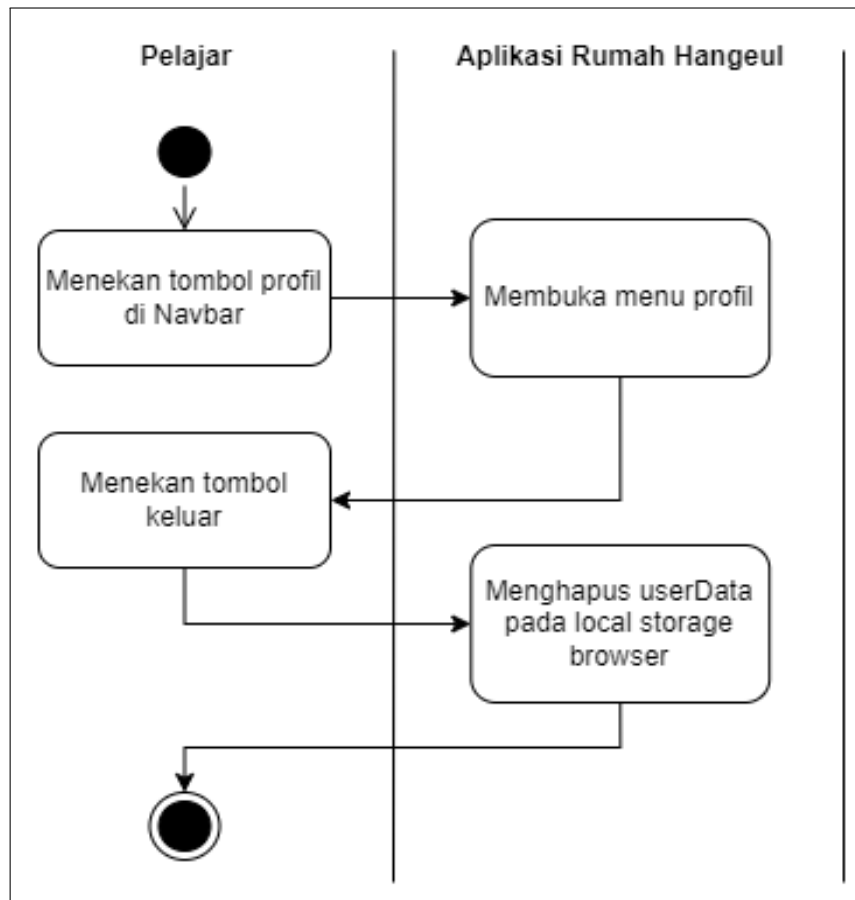 Pelajar
Aplikasi Rumah Hangeul
Menekan tombol profil
di Navbar
Membuka menu profil
Menekan tombol
keluar
Menghapus userData
pada local storage
browser